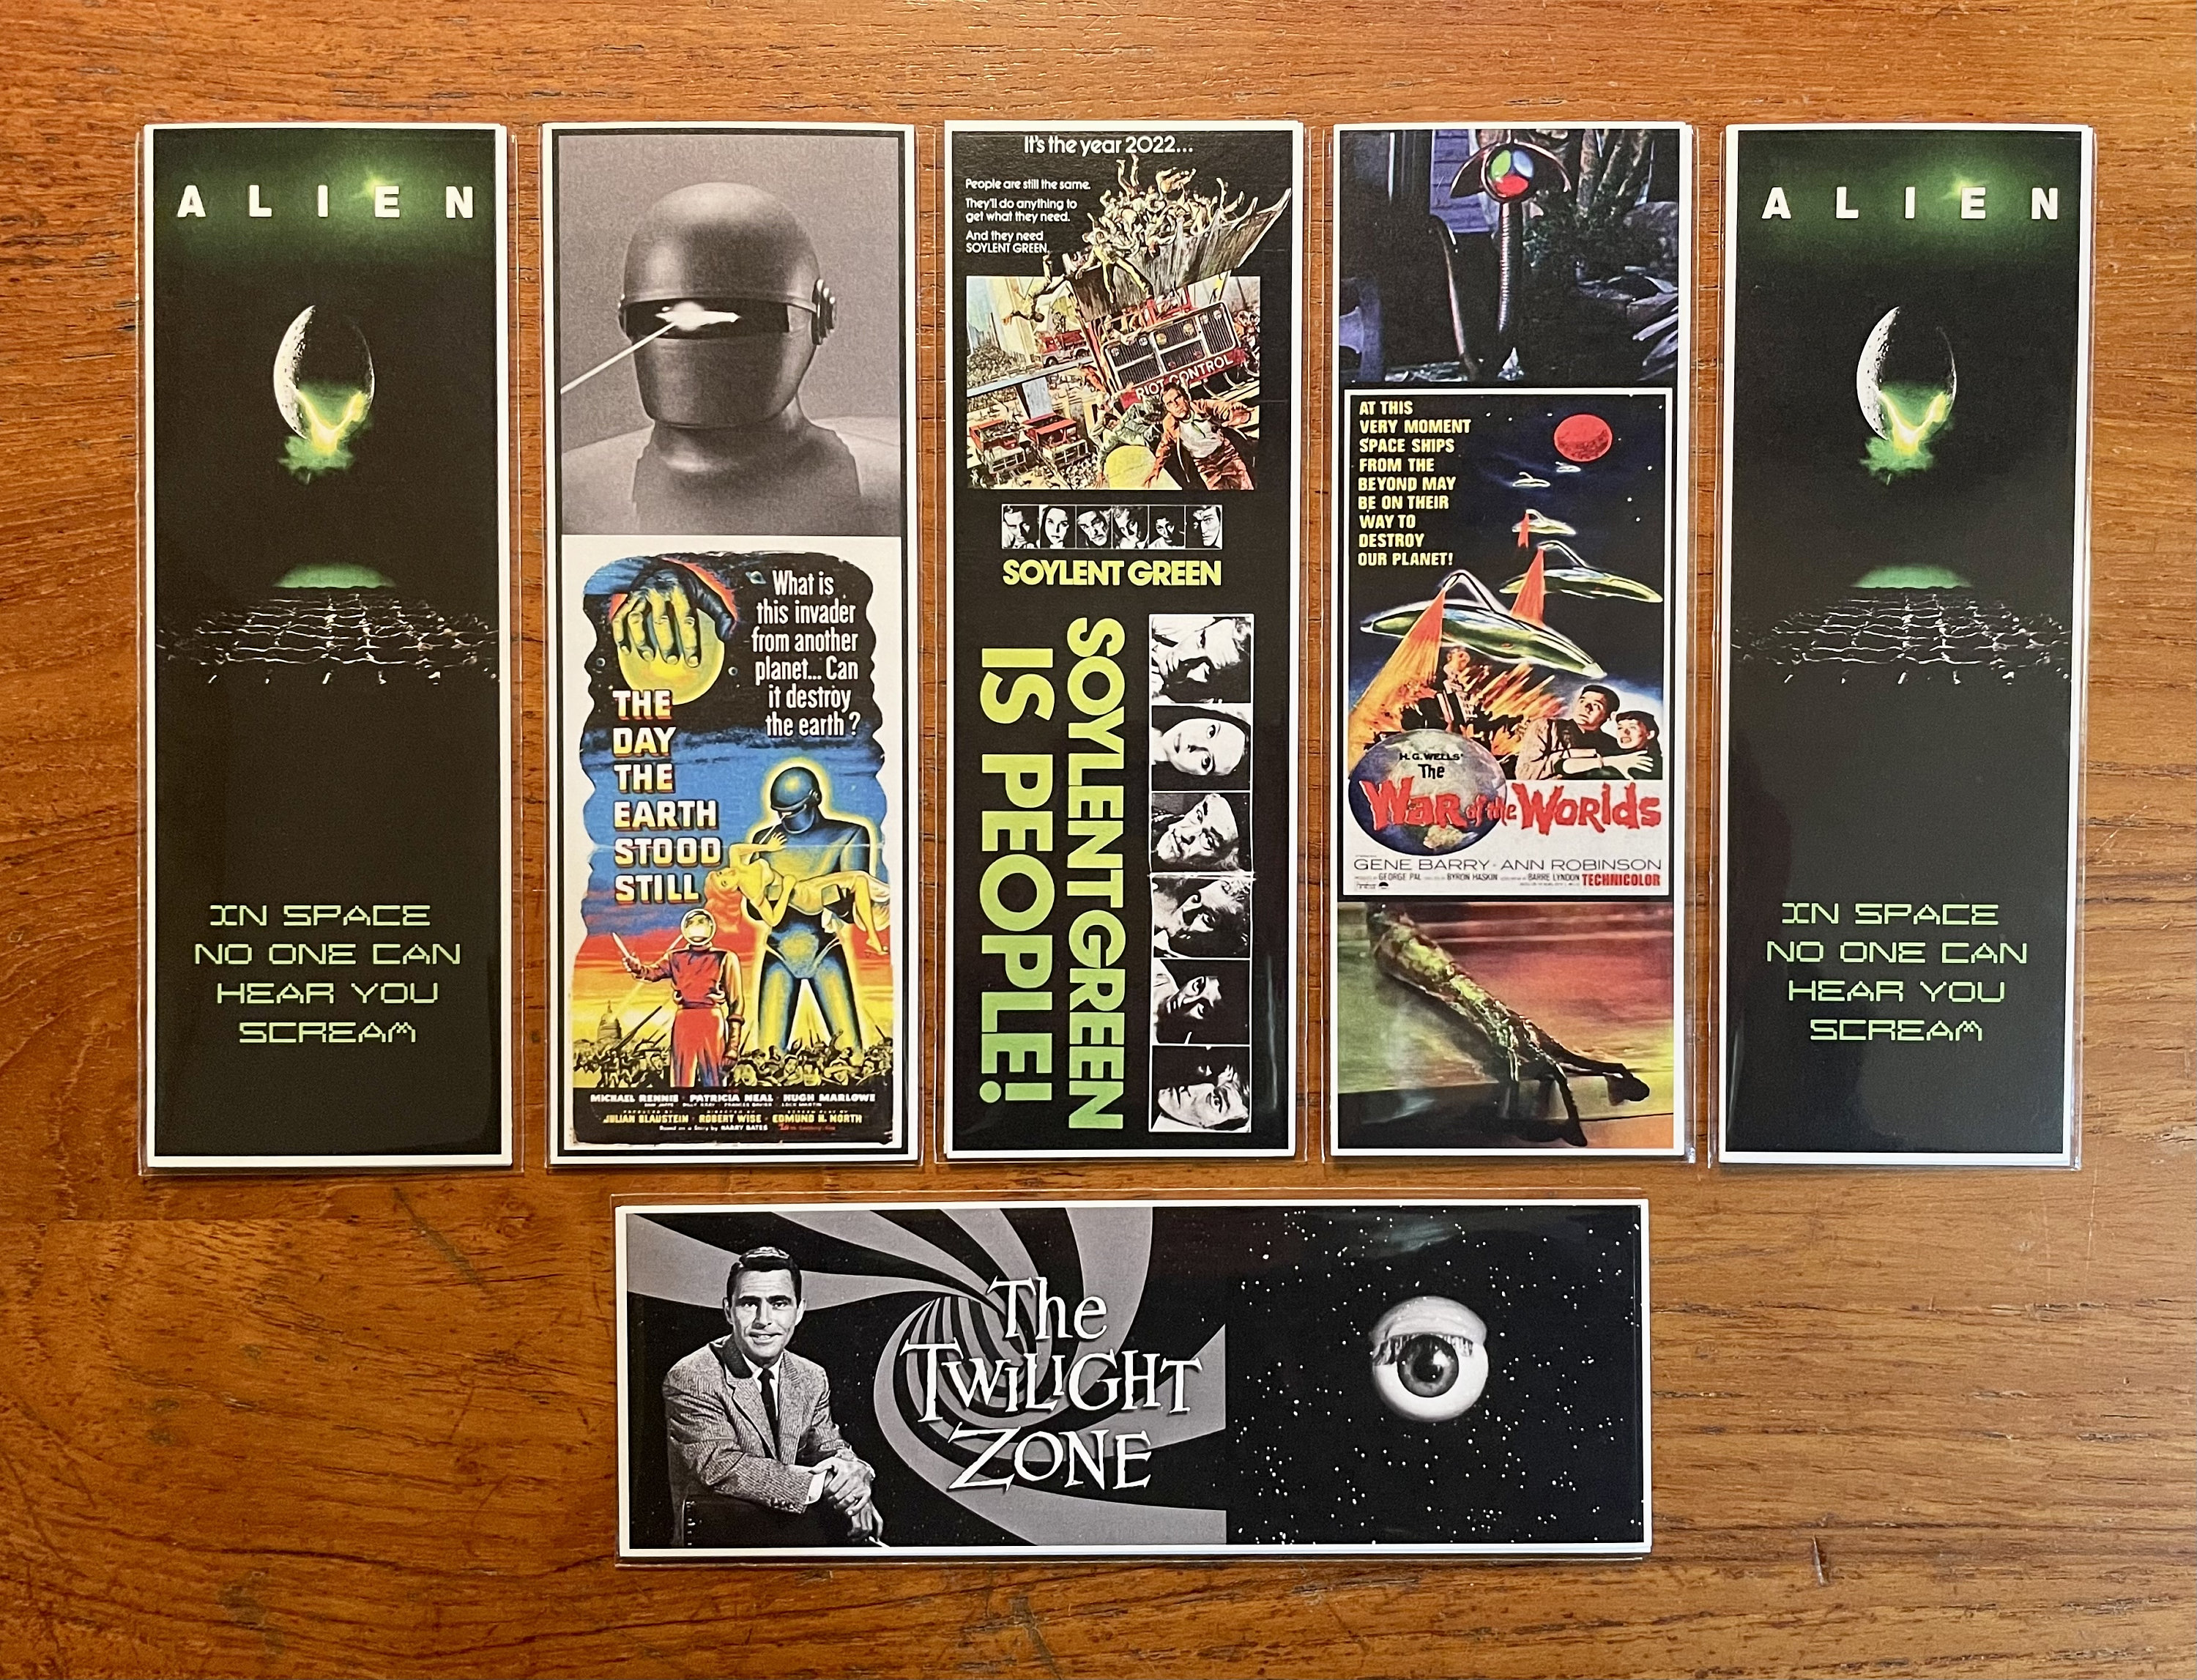 ALIEN
IN SPACE
NO ONE CAN
HEAR YOU
SCREAM
What is
this invader
from another
planet... Can
it destroy
the earth?
THE
DAY
THE
EARTH
STOOD
STILL
MICHAEL RENNIE · PATRICIA NEAL · HUGH MARLOWE
JULIAN BLAUSTEIN · ROBERT WISE · EDMUND H. NORTH
Based on a Story by HARRY BATES
It's the year 2022...
People are still the same.
They'll do anything to
get what they need.
And they need
SOYLENT GREEN.
RIOT CONTROL
SOYLENT GREEN
SOYLENT GREEN
IS PEOPLE!
AT THIS
VERY MOMENT
SPACE SHIPS
FROM THE
BEYOND MAY
BE ON THEIR
WAY TO
DESTROY
OUR PLANET!
H. G. WELLS'
The
WAR of the WORLDS
GENE BARRY - ANN ROBINSON
GEORGE PAL BYRON HASKIN BARRE LYNDON TECHNICOLOR
ALIEN
IN SPACE
NO ONE CAN
HEAR YOU
SCREAM
The
TWILIGHT
ZONE